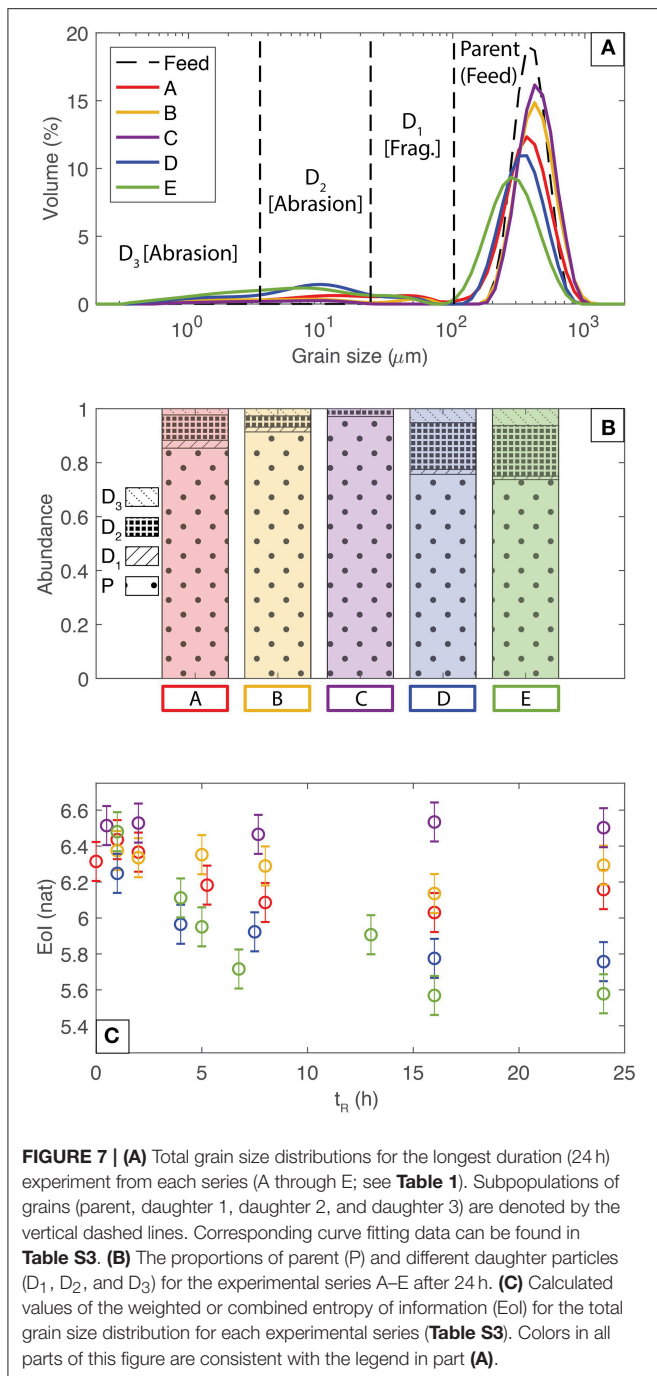 20
15
10
5
0
Volume (%)
Feed
A
B
C
D
E
D3 [Abrasion]
D2
[Abrasion]
D1
[Frag.]
Parent
(Feed)
A
10^0 10^1 10^2 10^3
Grain size (μm)
1
0.8
0.6
0.4
0.2
0
Abundance
D3
D2
D1
P
B
A B C D E
6.6
6.4
6.2
6
5.8
5.6
5.4
EoI (nat)
C
0 5 10 15 20 25
tR (h)
FIGURE 7 | (A) Total grain size distributions for the longest duration (24 h)
experiment from each series (A through E; see Table 1). Subpopulations of
grains (parent, daughter 1, daughter 2, and daughter 3) are denoted by the
vertical dashed lines. Corresponding curve fitting data can be found in
Table S3. (B) The proportions of parent (P) and different daughter particles
(D1, D2, and D3) for the experimental series A–E after 24 h. (C) Calculated
values of the weighted or combined entropy of information (EoI) for the total
grain size distribution for each experimental series (Table S3). Colors in all
parts of this figure are consistent with the legend in part (A).